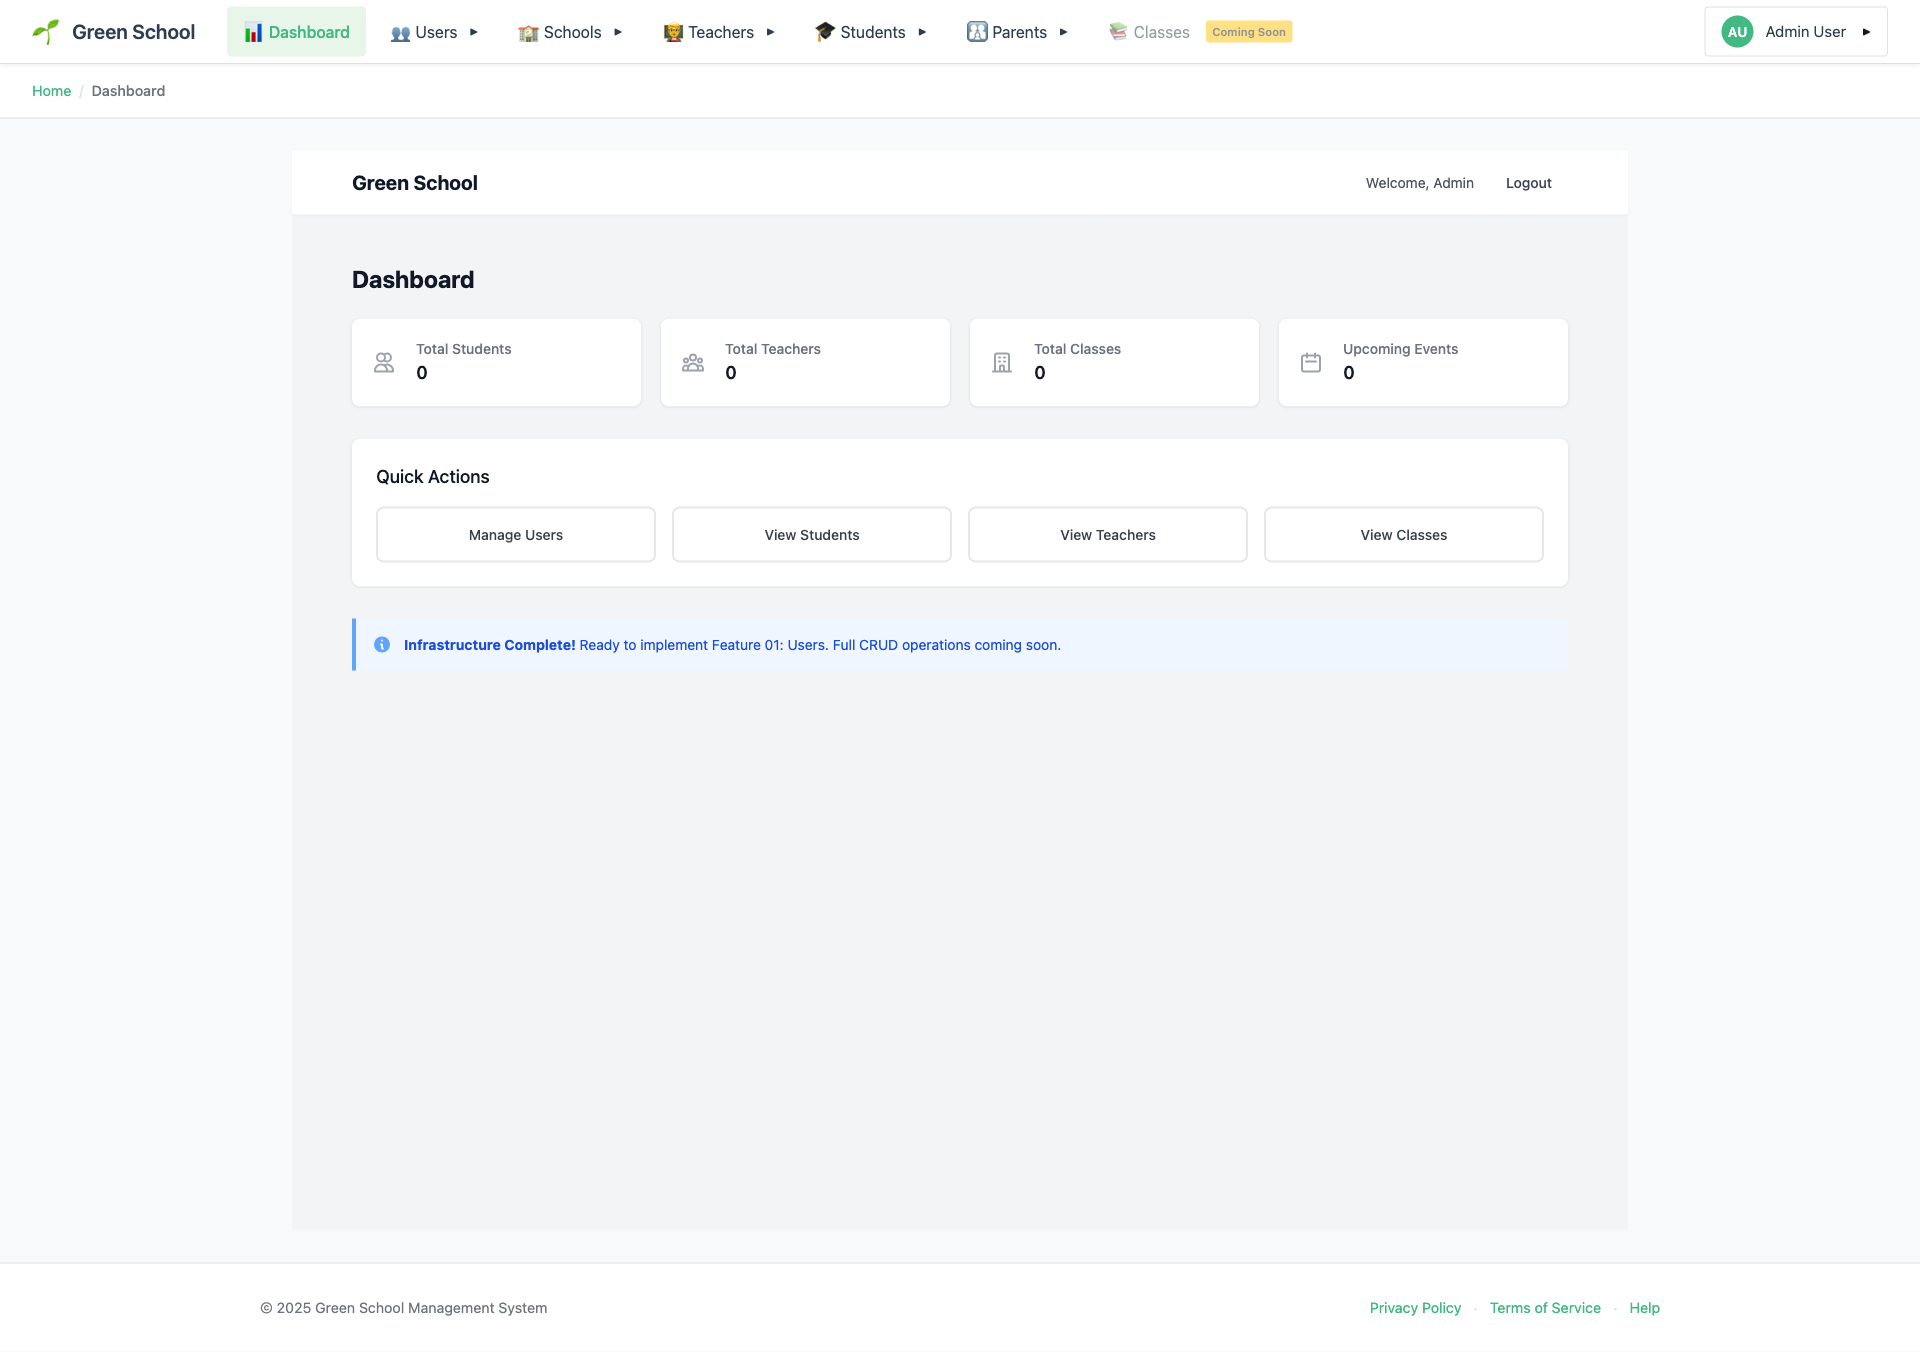 Green School
Dashboard
Users
Schools
Teachers
Students
Parents
Classes
Coming Soon
AU
Admin User
Home / Dashboard
Green School
Welcome, Admin
Logout
Dashboard
Total Students
0
Total Teachers
0
Total Classes
0
Upcoming Events
0
Quick Actions
Manage Users
View Students
View Teachers
View Classes
Infrastructure Complete! Ready to implement Feature 01: Users. Full CRUD operations coming soon.
© 2025 Green School Management System
Privacy Policy · Terms of Service · Help